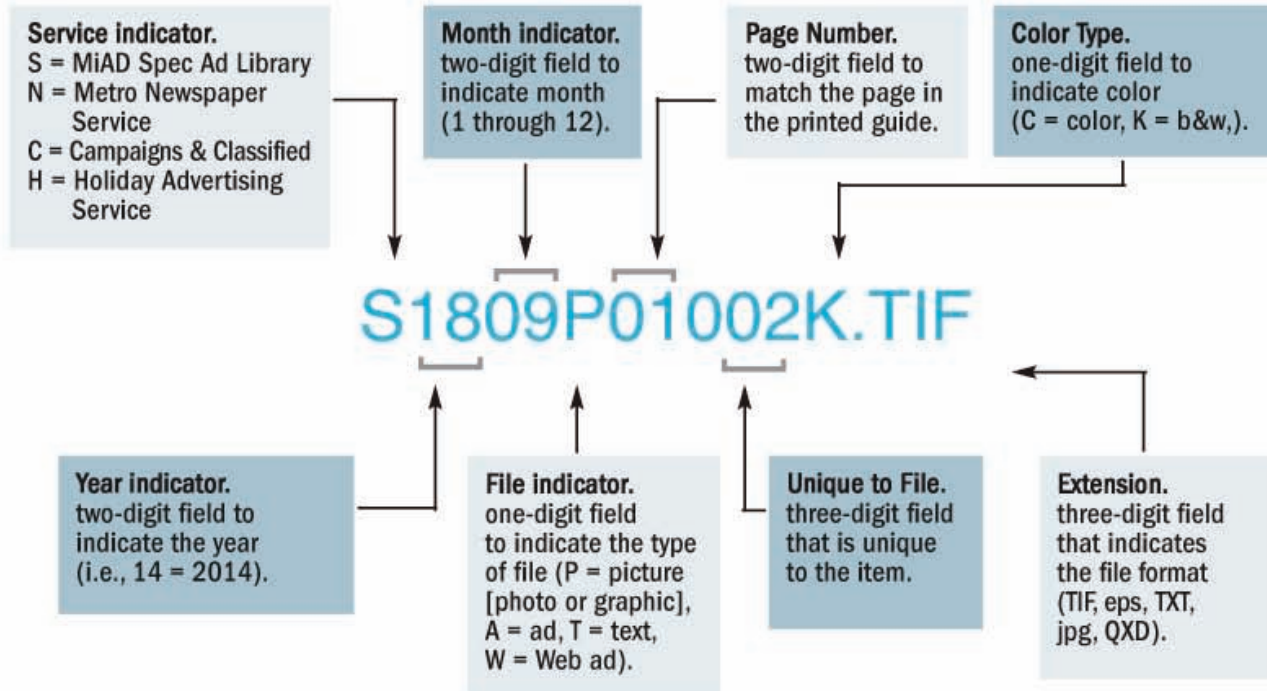 Service indicator.
S = MiAD Spec Ad Library
N = Metro Newspaper
Service
C = Campaigns & Classified
H = Holiday Advertising
Service
Month indicator.
two-digit field to
indicate month
(1 through 12).
Page Number.
two-digit field to
match the page in
the printed guide.
Color Type.
one-digit field to
indicate color
(C = color, K = b&w,).
S1809P01002K.TIF
Year indicator.
two-digit field to
indicate the year
(i.e., 14 = 2014).
File indicator.
one-digit field
to indicate the type
of file (P = picture
[photo or graphic],
A = ad, T = text,
W = Web ad).
Unique to File.
three-digit field
that is unique
to the item.
Extension.
three-digit field
that indicates
the file format
(TIF, eps, TXT,
jpg, QXD).